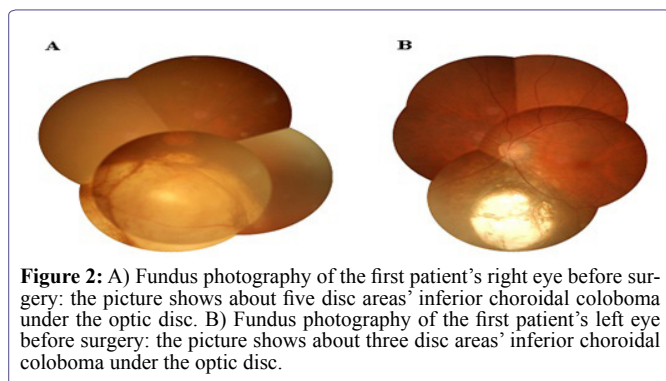 A
B
Figure 2: A) Fundus photography of the first patient's right eye before sur-
gery: the picture shows about five disc areas' inferior choroidal coloboma
under the optic disc. B) Fundus photography of the first patient's left eye
before surgery: the picture shows about three disc areas' inferior choroidal
coloboma under the optic disc.